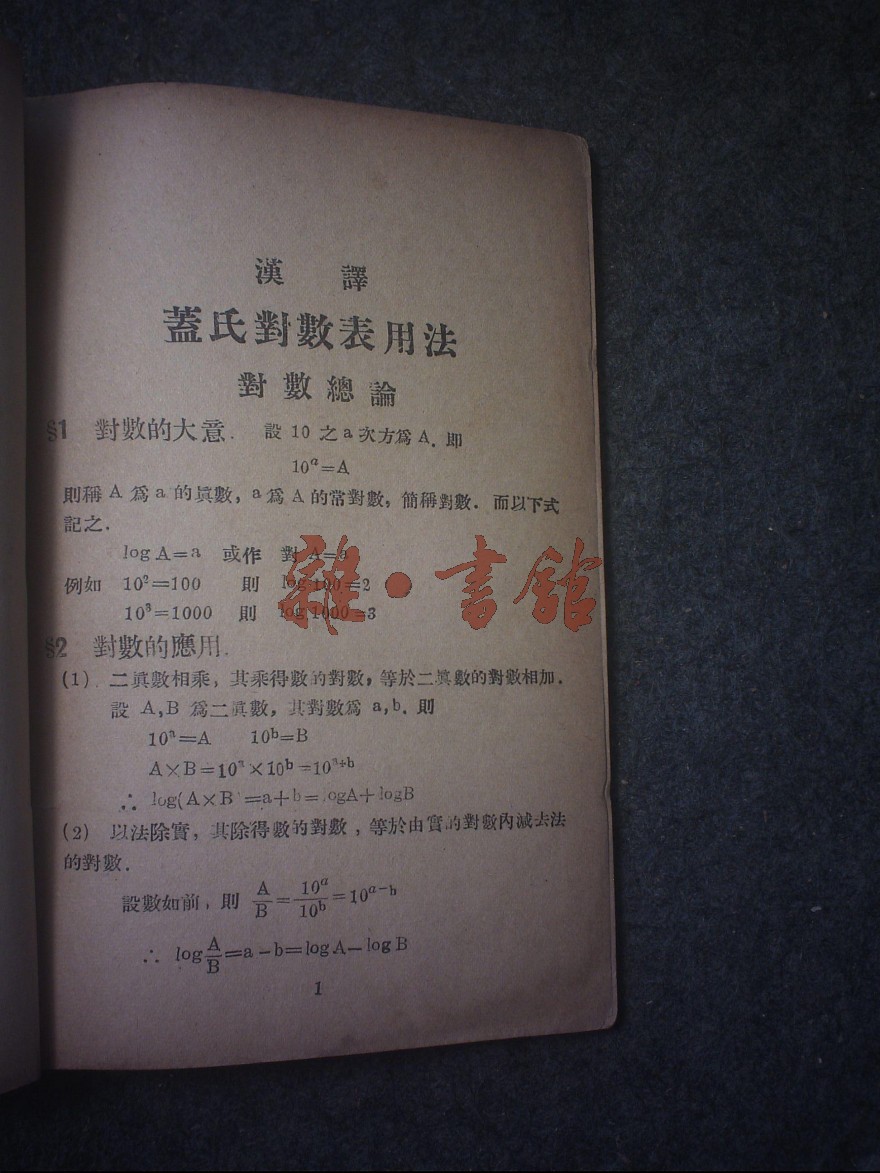 漢 譯
蓋氏對數表用法
對數總論
§1 對數的大意. 設 10 之 a 次方爲 A. 即
10ᵃ=A
則稱 A 爲 a 的眞數, a 爲 A 的常對數, 簡稱對數. 而以下式
記之.
log A=a 或作 對 A=a
例如 10²=100 則 log 100=2
10³=1000 則 log 1000=3
雜·書館
§2 對數的應用.
(1) 二眞數相乘, 其乘得數的對數, 等於二眞數的對數相加.
設 A,B 爲二眞數, 其對數爲 a,b. 則
10ᵃ=A 10ᵇ=B
A×B=10ᵃ×10ᵇ=10ᵃ⁺ᵇ
∴ log(A×B)=a+b=logA+logB
(2) 以法除實, 其除得數的對數, 等於由實的對數內減去法
的對數.
設數如前, 則 A/B=10ᵃ/10ᵇ=10ᵃ⁻ᵇ
∴ log A/B=a-b=log A-log B
1